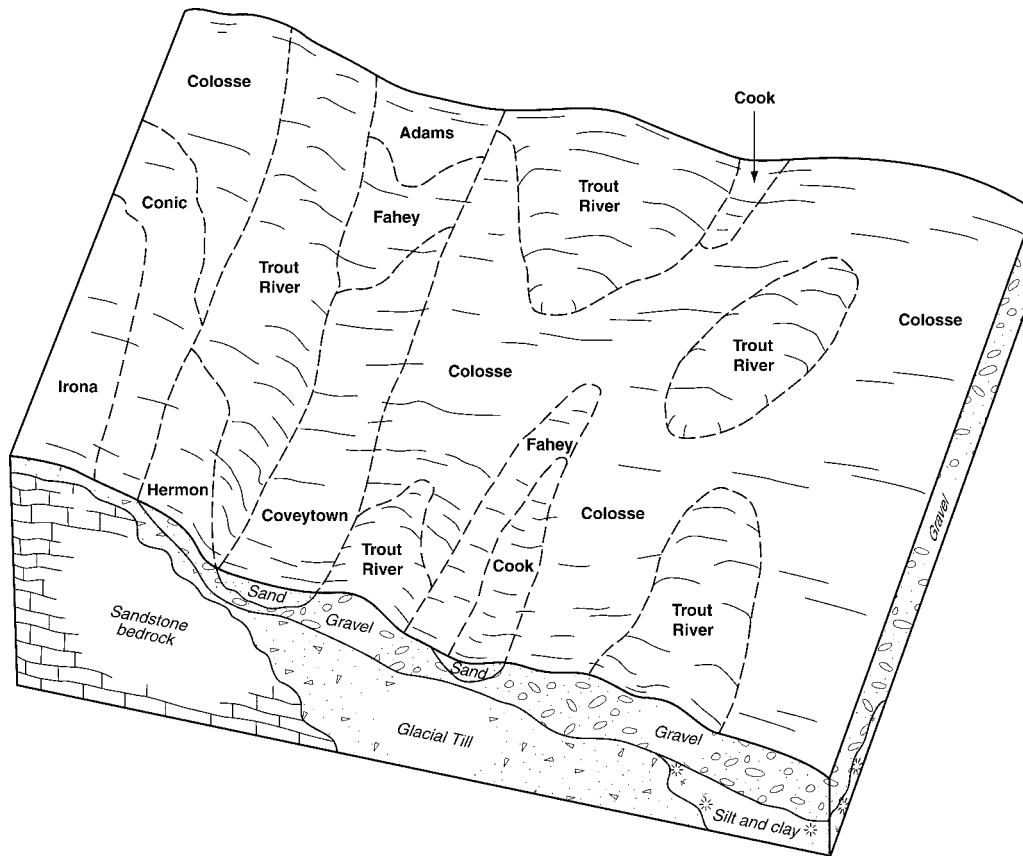 Colosse
Cook
Adams
Conic
Trout
River
Fahey
Trout
River
Colosse
Trout
River
Irona
Colosse
Fahey
Hermon
Coveytown
Colosse
Gravel
Trout
River
Cook
Sand
Gravel
Trout
River
Sandstone
bedrock
Sand
Glacial Till
Gravel
Silt and clay